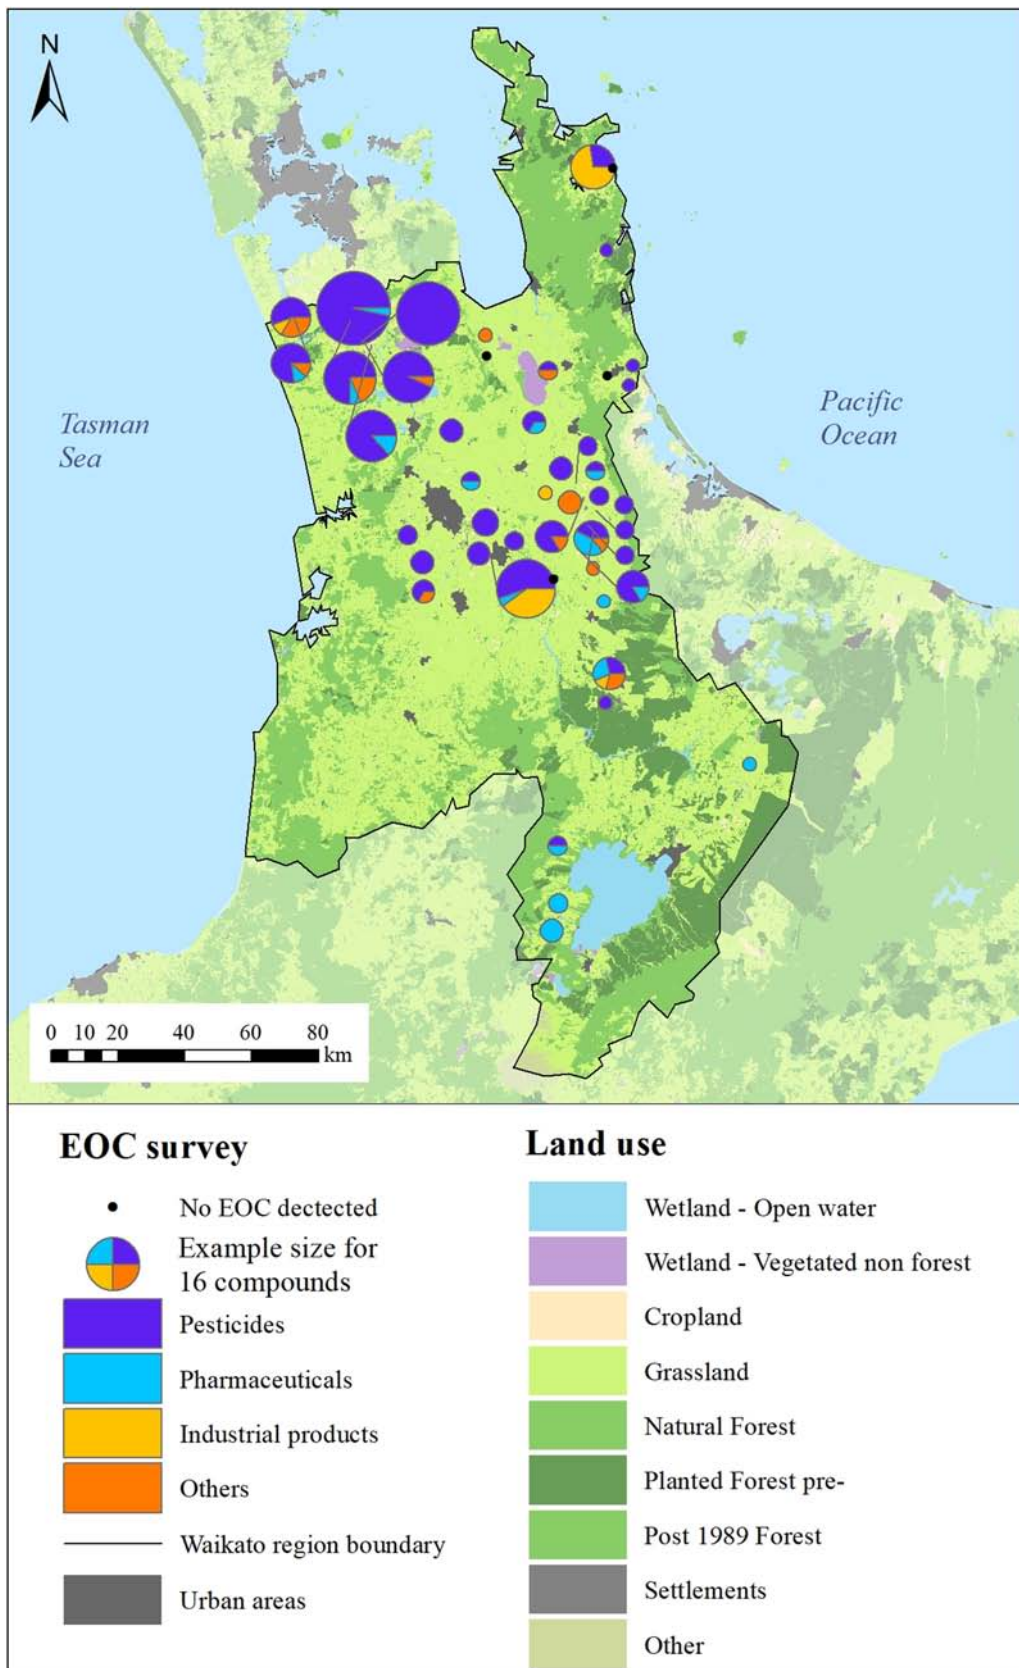 N
Tasman
Sea
Pacific
Ocean
0 10 20 40 60 80
km
EOC survey
No EOC dectected
Example size for
16 compounds
Pesticides
Pharmaceuticals
Industrial products
Others
Waikato region boundary
Urban areas
Land use
Wetland - Open water
Wetland - Vegetated non forest
Cropland
Grassland
Natural Forest
Planted Forest pre-
Post 1989 Forest
Settlements
Other